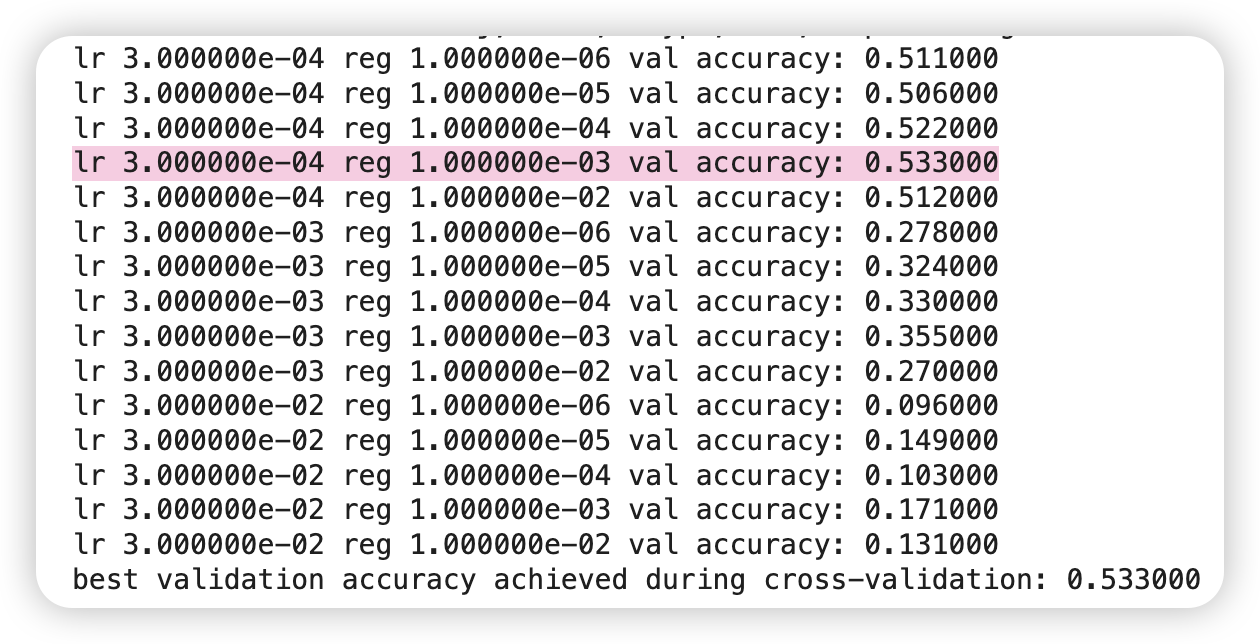 lr 3.000000e-04 reg 1.000000e-06 val accuracy: 0.511000
lr 3.000000e-04 reg 1.000000e-05 val accuracy: 0.506000
lr 3.000000e-04 reg 1.000000e-04 val accuracy: 0.522000
lr 3.000000e-04 reg 1.000000e-03 val accuracy: 0.533000
lr 3.000000e-04 reg 1.000000e-02 val accuracy: 0.512000
lr 3.000000e-03 reg 1.000000e-06 val accuracy: 0.278000
lr 3.000000e-03 reg 1.000000e-05 val accuracy: 0.324000
lr 3.000000e-03 reg 1.000000e-04 val accuracy: 0.330000
lr 3.000000e-03 reg 1.000000e-03 val accuracy: 0.355000
lr 3.000000e-03 reg 1.000000e-02 val accuracy: 0.270000
lr 3.000000e-02 reg 1.000000e-06 val accuracy: 0.096000
lr 3.000000e-02 reg 1.000000e-05 val accuracy: 0.149000
lr 3.000000e-02 reg 1.000000e-04 val accuracy: 0.103000
lr 3.000000e-02 reg 1.000000e-03 val accuracy: 0.171000
lr 3.000000e-02 reg 1.000000e-02 val accuracy: 0.131000
best validation accuracy achieved during cross-validation: 0.533000